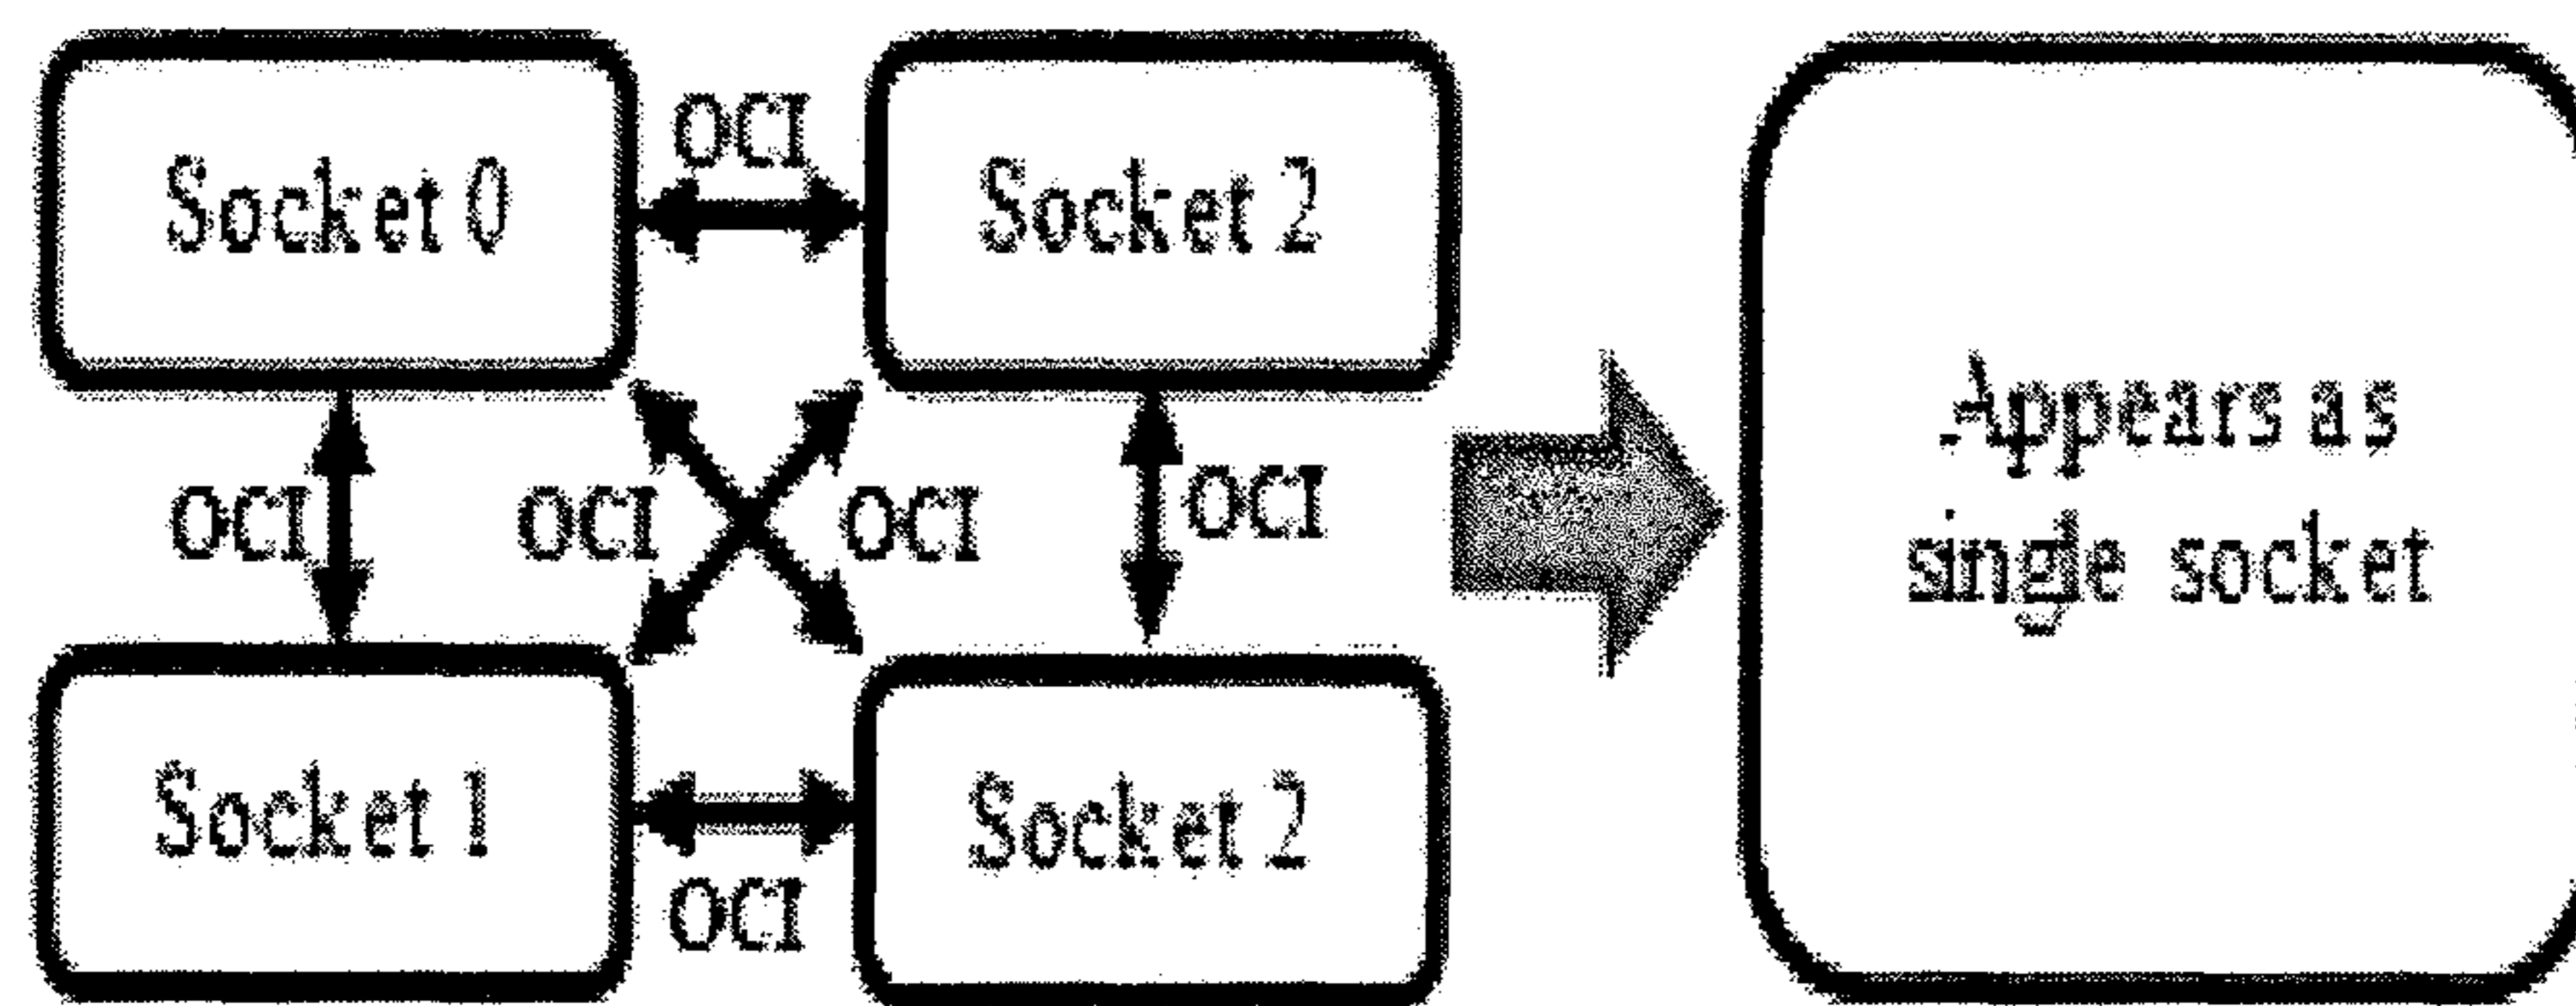 OCI
Socket 0
Socket 2
OCI
OCI
OCI
OCI
Appears as
single socket
Socket 1
Socket 2
OCI